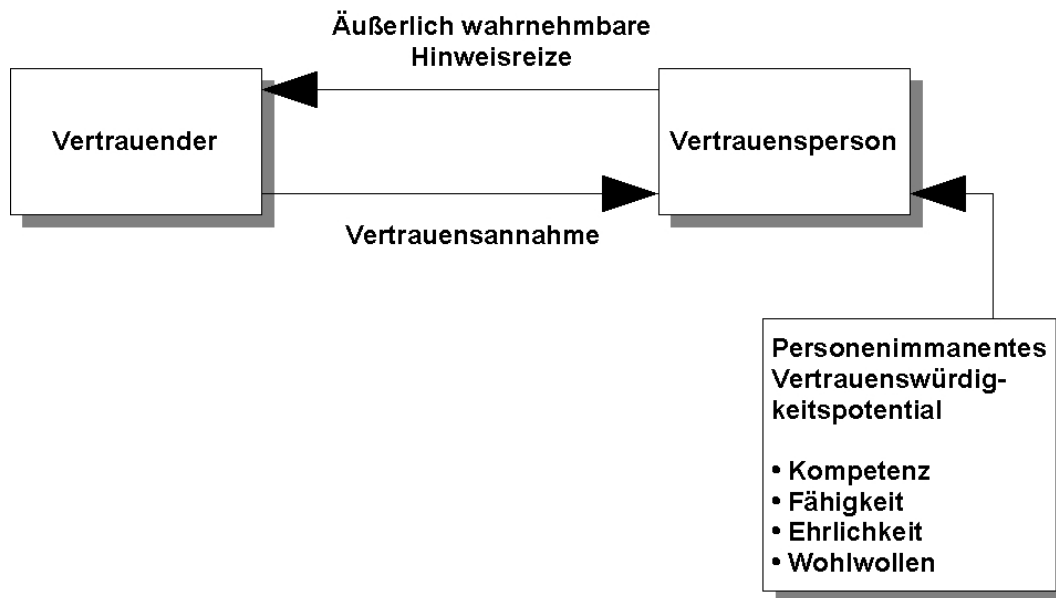 Äußerlich wahrnehmbare
Hinweisreize
Vertrauender
Vertrauensperson
Vertrauensannahme
Personenimmanentes
Vertrauenswürdig-
keitspotential
• Kompetenz
• Fähigkeit
• Ehrlichkeit
• Wohlwollen